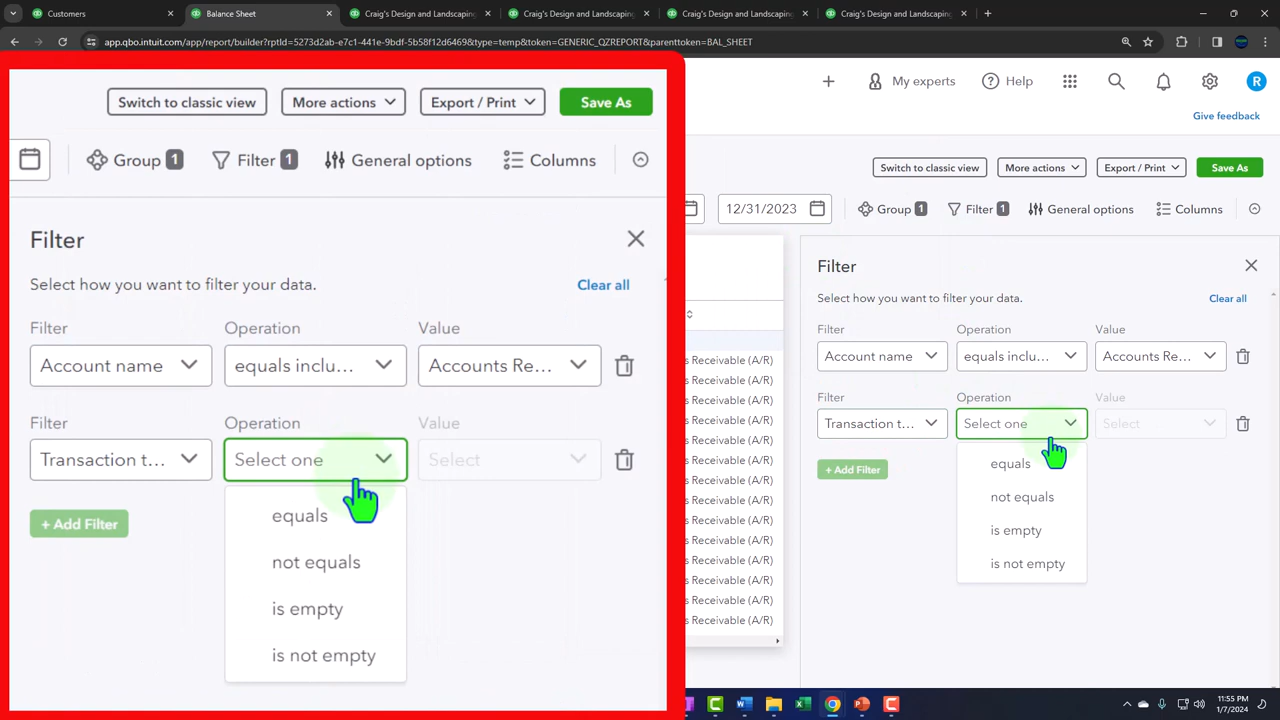 Customers
Balance Sheet
Craig's Design and Landscaping
Craig's Design and Landscaping
Craig's Design and Landscaping
Craig's Design and Landscaping
app.qbo.intuit.com/app/report/builder?rptId=5273d2bc-e7c1-441e-9bdf-5b58f12d6469&type=temp&token=GENERIC_QZREPORT&parenttoken=BAL_SHEET
My experts
Help
R
Give feedback
Switch to classic view
More actions
Export / Print
Save As
Group 1
Filter 1
General options
Columns
Filter
Select how you want to filter your data.
Clear all
Filter Operation Value
Account name equals inclu... Accounts Re...
Filter Operation Value
Transaction t... Select one Select
+ Add Filter
equals
not equals
is empty
is not empty
Switch to classic view
More actions
Export / Print
Save As
12/31/2023
Group 1
Filter 1
General options
Columns
Filter
Select how you want to filter your data.
Clear all
Filter Operation Value
Account name equals inclu... Accounts Re...
Filter Operation Value
Transaction t... Select one Select
+ Add Filter
equals
not equals
is empty
is not empty
s Receivable (A/R)
s Receivable (A/R)
s Receivable (A/R)
s Receivable (A/R)
s Receivable (A/R)
s Receivable (A/R)
s Receivable (A/R)
s Receivable (A/R)
s Receivable (A/R)
s Receivable (A/R)
s Receivable (A/R)
s Receivable (A/R)
s Receivable (A/R)
s Receivable (A/R)
11:55 PM
1/7/2024